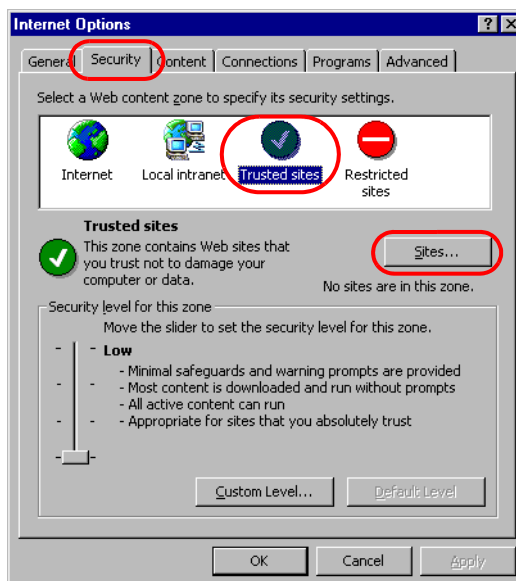 Internet Options
General Security Content Connections Programs Advanced
Select a Web content zone to specify its security settings.
Internet Local intranet Trusted sites Restricted
sites
Trusted sites
This zone contains Web sites that
you trust not to damage your
computer or data.
Sites...
No sites are in this zone.
Security level for this zone
Move the slider to set the security level for this zone.
Low
- Minimal safeguards and warning prompts are provided
- Most content is downloaded and run without prompts
- All active content can run
- Appropriate for sites that you absolutely trust
Custom Level... Default Level
OK Cancel Apply